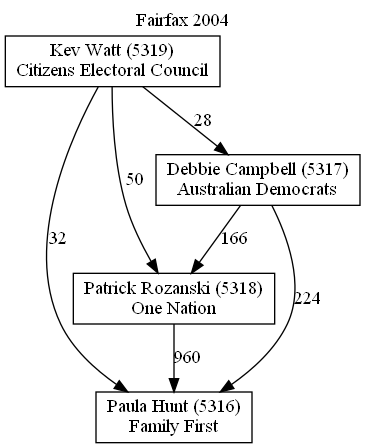 Fairfax 2004
Kev Watt (5319)
Citizens Electoral Council
28
Debbie Campbell (5317)
Australian Democrats
50
32
166
Patrick Rozanski (5318)
One Nation
224
960
Paula Hunt (5316)
Family First